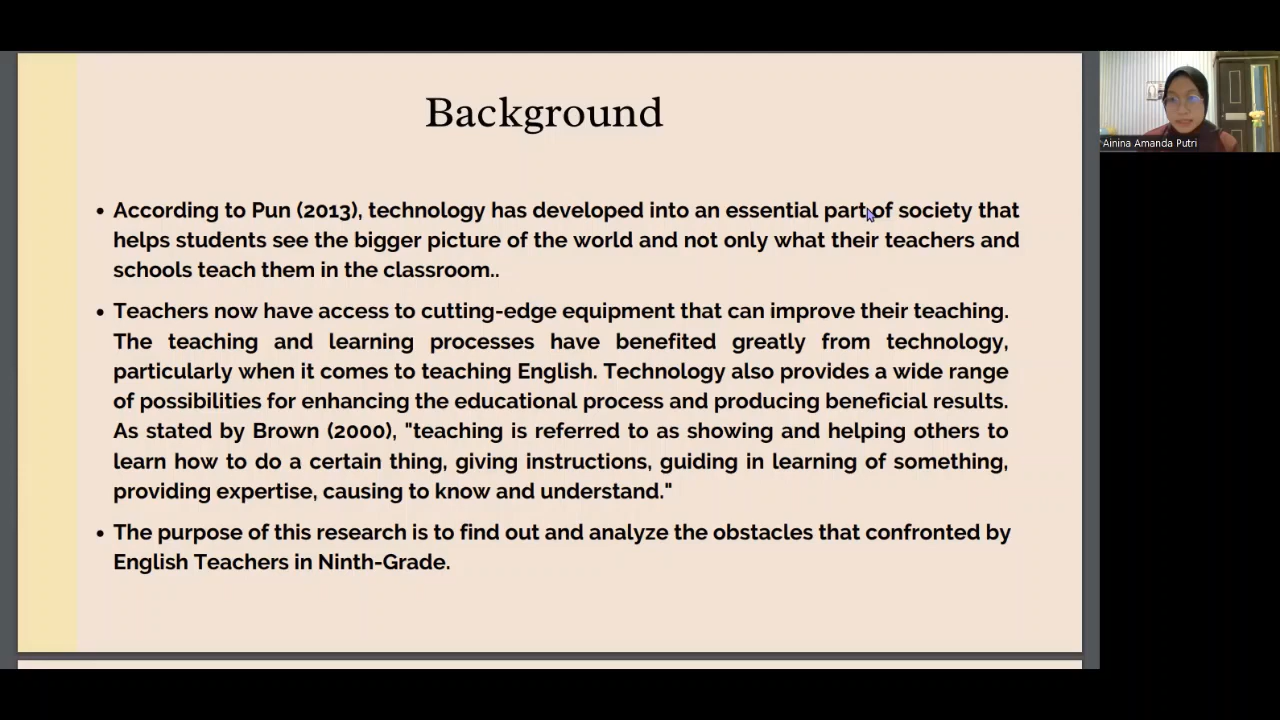 Background
• According to Pun (2013), technology has developed into an essential part of society that
helps students see the bigger picture of the world and not only what their teachers and
schools teach them in the classroom..
• Teachers now have access to cutting-edge equipment that can improve their teaching.
The teaching and learning processes have benefited greatly from technology,
particularly when it comes to teaching English. Technology also provides a wide range
of possibilities for enhancing the educational process and producing beneficial results.
As stated by Brown (2000), "teaching is referred to as showing and helping others to
learn how to do a certain thing, giving instructions, guiding in learning of something,
providing expertise, causing to know and understand."
• The purpose of this research is to find out and analyze the obstacles that confronted by
English Teachers in Ninth-Grade.
Ainina Amanda Putri